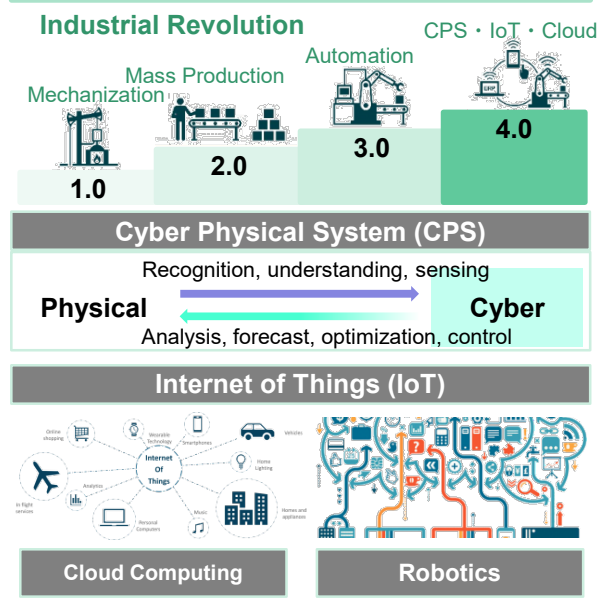 Industrial Revolution
CPS・IoT・Cloud
Automation
Mass Production
Mechanization
1.0
2.0
3.0
4.0
Cyber Physical System (CPS)
Recognition, understanding, sensing
Physical
Cyber
Analysis, forecast, optimization, control
Internet of Things (IoT)
Online
shopping
Wearable
Technology
Smartphones
Vehicles
Internet
Of
Things
Home
Lighting
Analytics
In flight
services
Personal
Computers
Music
Homes and
appliances
Cloud Computing
Robotics